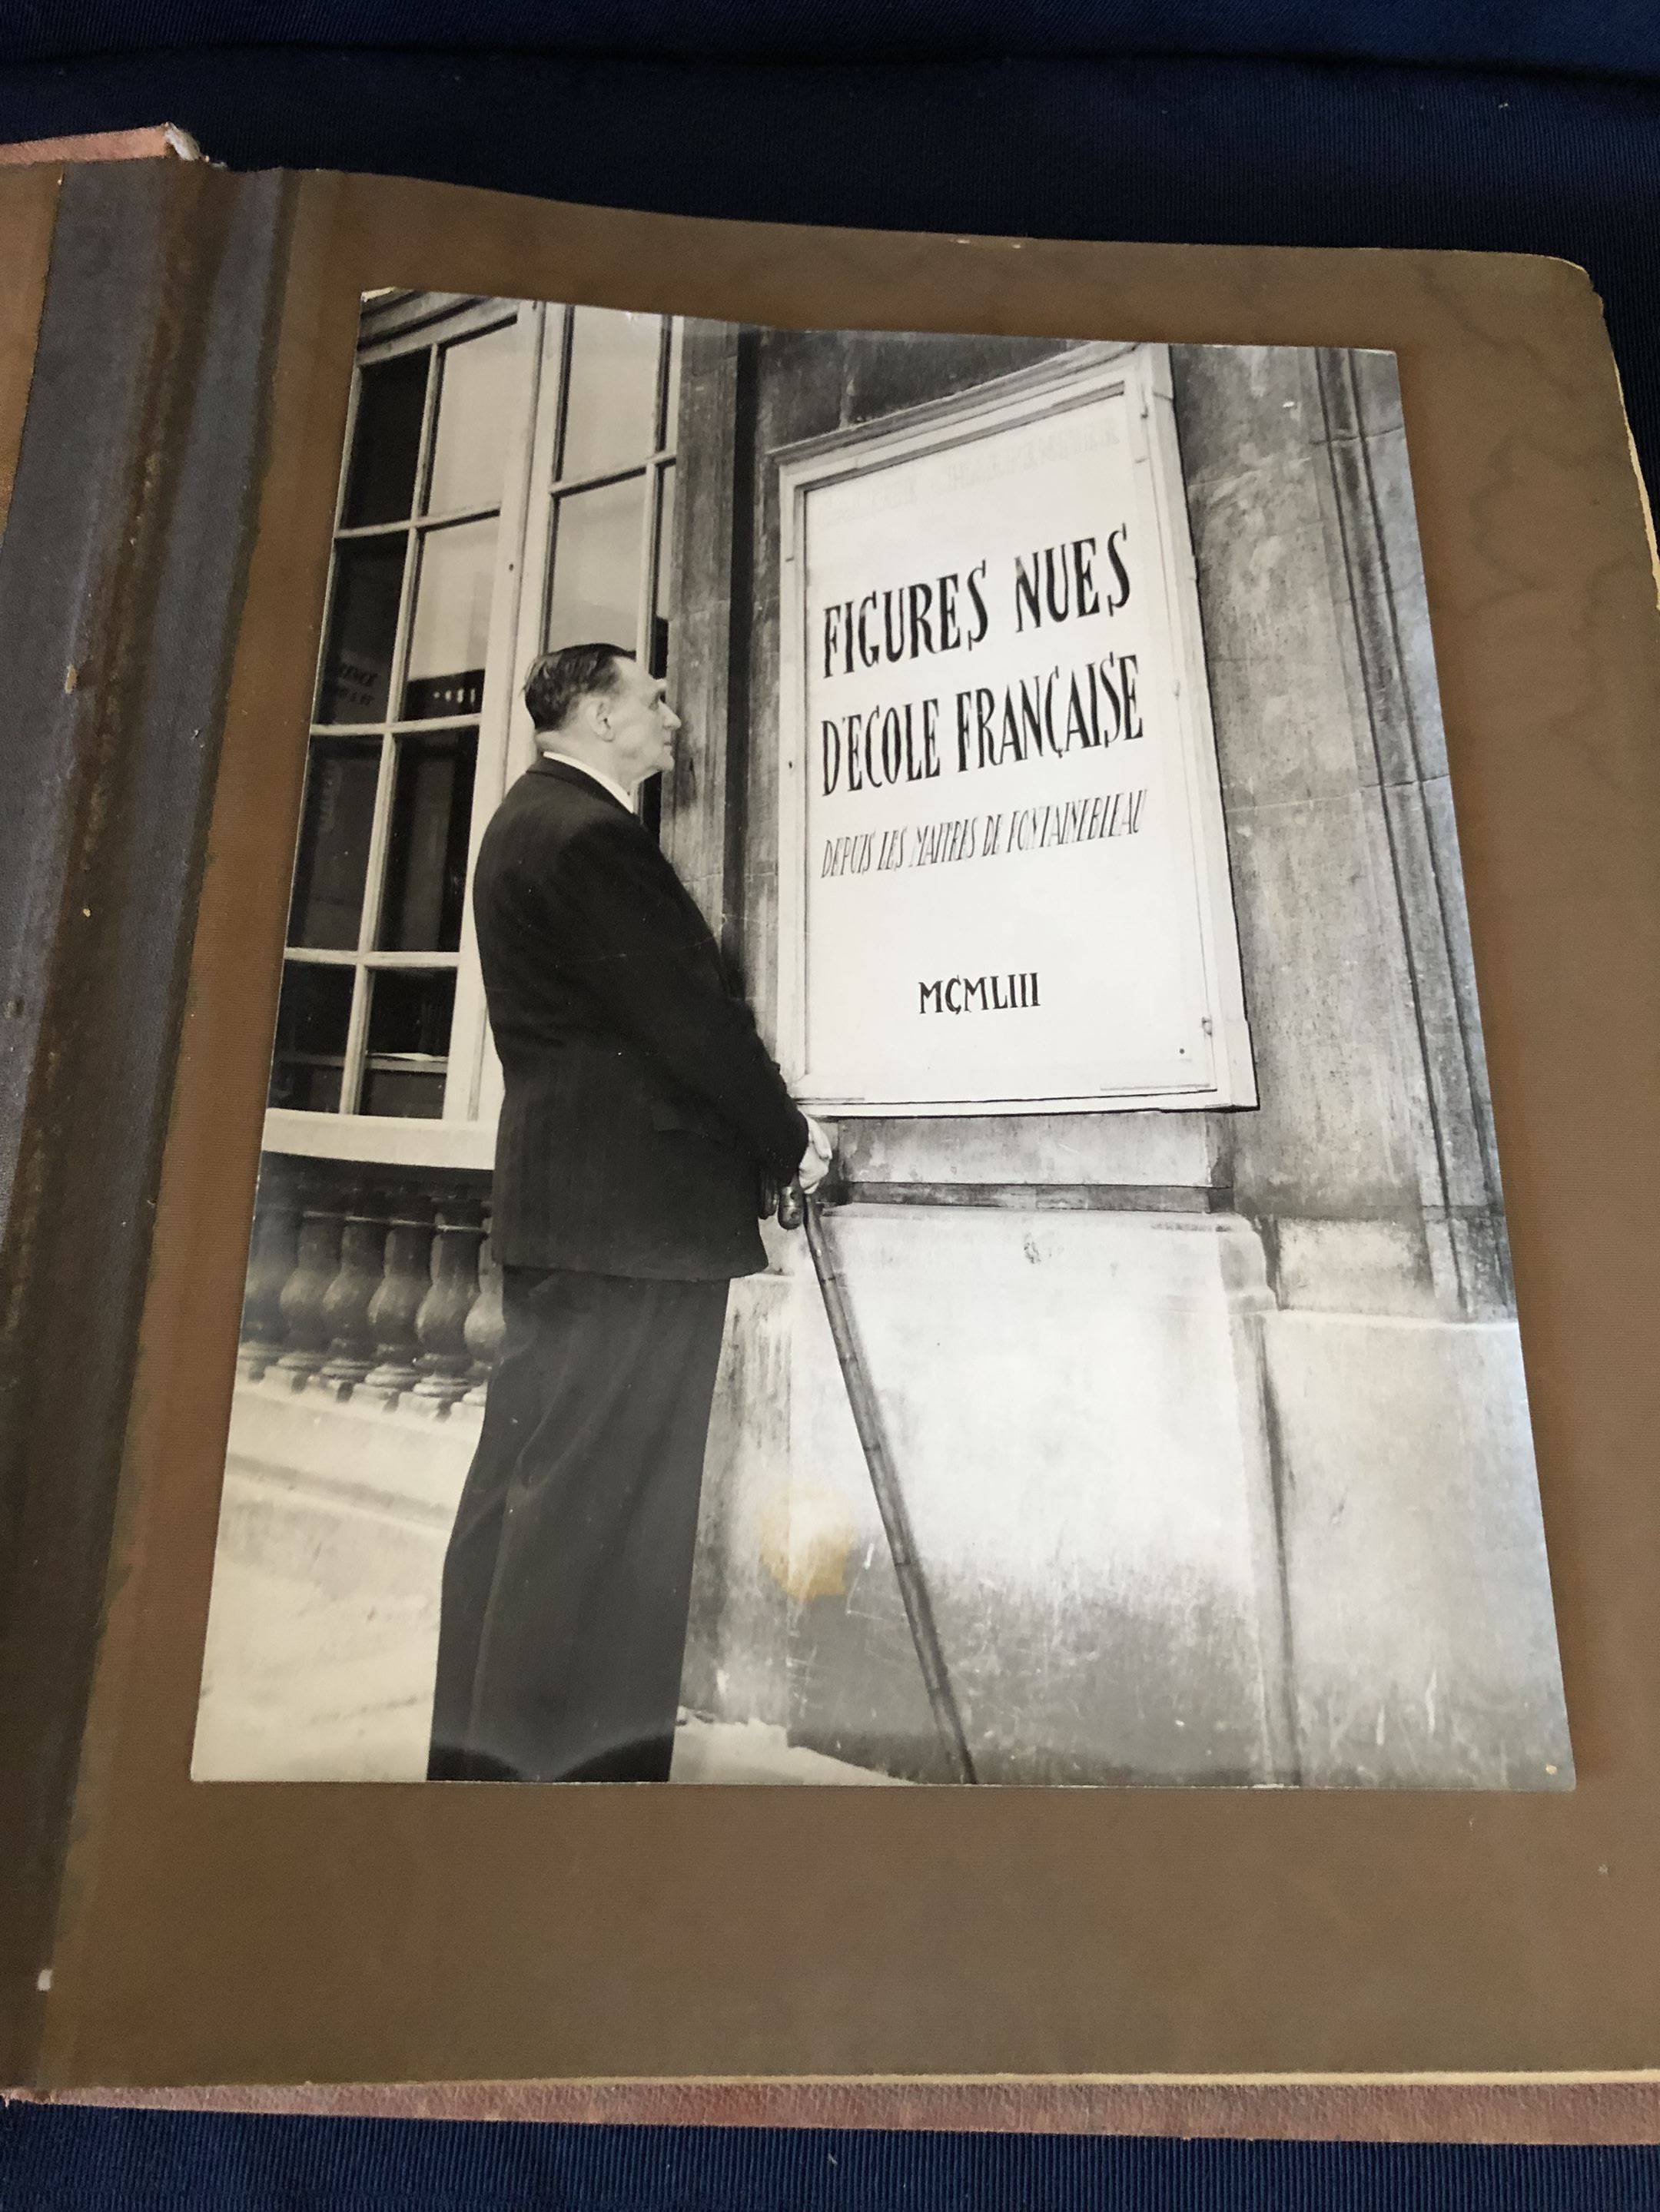 FIGURES NUES
D'ECOLE FRANÇAISE
DEPUIS LES MAITRES DE FONTAINEBLEAU
MCMLIII